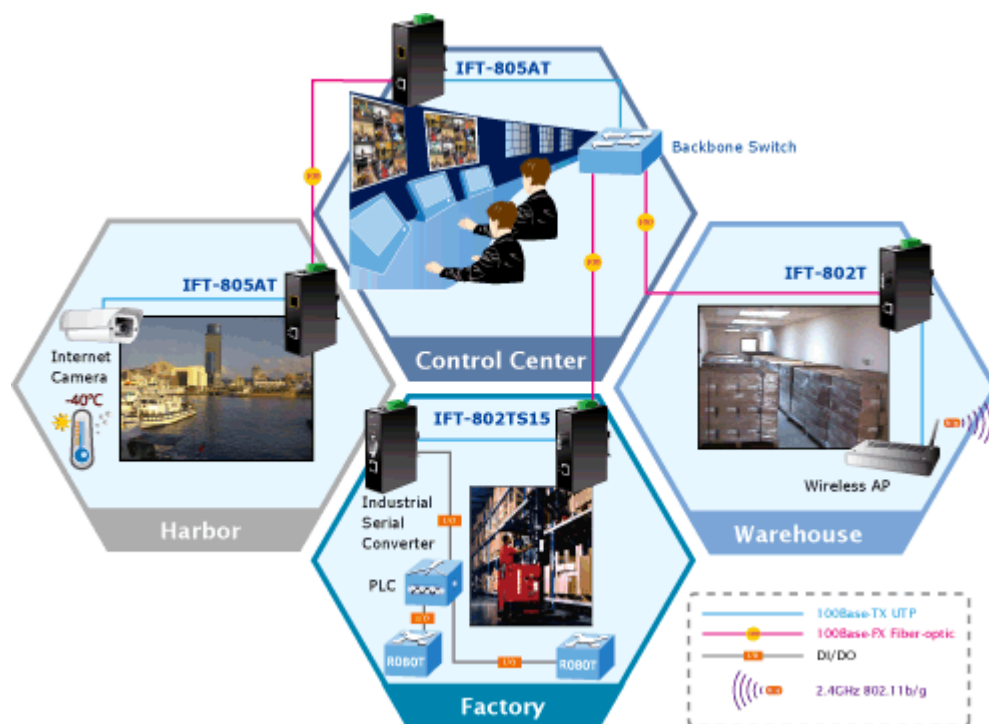 IFT-805AT
Backbone Switch
IFT-805AT
IFT-802T
Internet
Camera
-40°C
Control Center
IFT-802TS15
Wireless AP
Industrial
Serial
Converter
Harbor
Warehouse
I/O
PLC
I/O
ROBOT
I/O
ROBOT
Factory
100Base-TX UTP
100Base-FX Fiber-optic
I/O
DI/DO
2.4GHz 802.11b/g